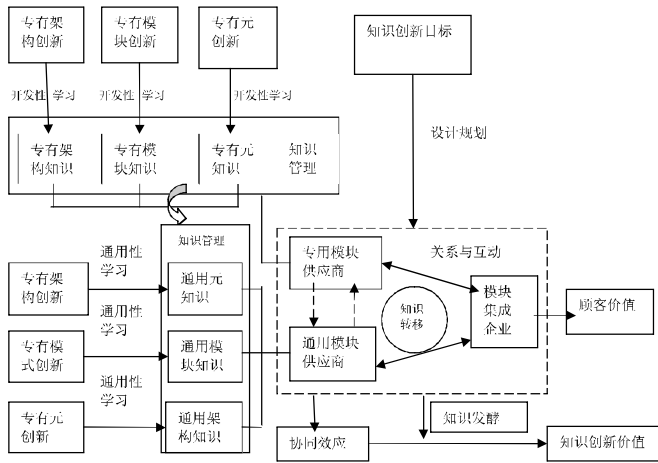 专有架
构创新
专有模
块创新
专有元
创新
知识创新目标
开发性 学习
开发性 学习
开发性学习
设计规划
专有架
构知识
专有模
块知识
专有元
知识
知识
管理
知识管理
通用性
学习
专有架
构创新
通用元
知识
通用性
学习
专有模
式创新
通用模
块知识
通用性
学习
专有元
创新
通用架
构知识
专用模块
供应商
关系与互动
知识
转移
模块
集成
企业
顾客价值
通用模块
供应商
知识发酵
协同效应
知识创新价值